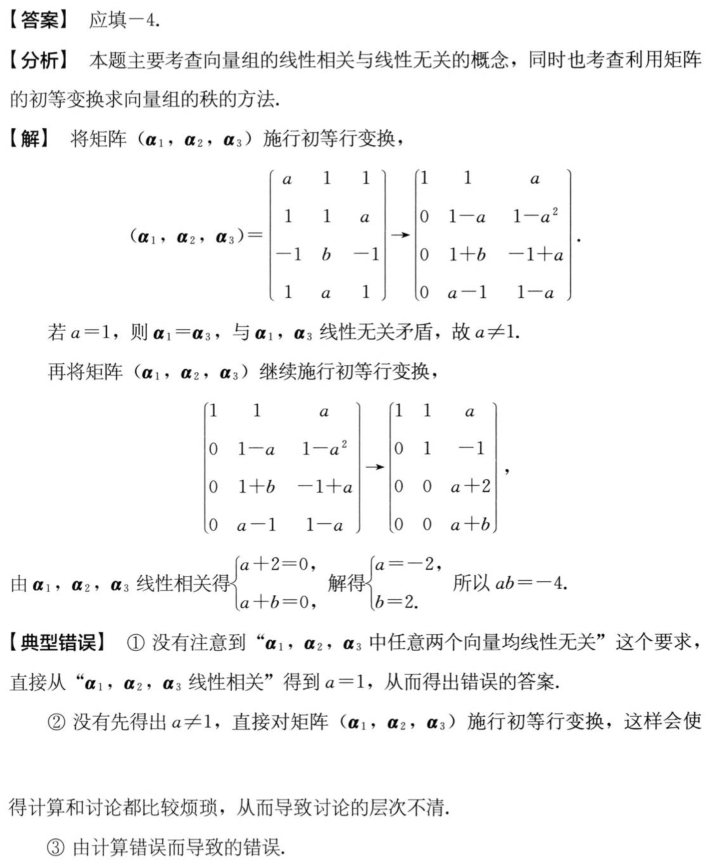 【答案】 应填－4.
【分析】 本题主要考查向量组的线性相关与线性无关的概念，同时也考查利用矩阵
的初等变换求向量组的秩的方法.
【解】 将矩阵（α₁，α₂，α₃）施行初等行变换，
(α₁，α₂，α₃)＝
a 1 1
1 1 a
－1 b －1
1 a 1
→
1 1 a
0 1－a 1－a²
0 1＋b －1＋a
0 a－1 1－a
.
若 a＝1，则 α₁＝α₃，与 α₁，α₃ 线性无关矛盾，故 a≠1.
再将矩阵（α₁，α₂，α₃）继续施行初等行变换，
1 1 a
0 1－a 1－a²
0 1＋b －1＋a
0 a－1 1－a
→
1 1 a
0 1 －1
0 0 a＋2
0 0 a＋b
，
由 α₁，α₂，α₃ 线性相关得{a＋2＝0，a＋b＝0， 解得{a＝－2，b＝2. 所以 ab＝－4.
【典型错误】 ① 没有注意到“α₁，α₂，α₃ 中任意两个向量均线性无关”这个要求，
直接从“α₁，α₂，α₃ 线性相关”得到 a＝1，从而得出错误的答案.
② 没有先得出 a≠1，直接对矩阵（α₁，α₂，α₃）施行初等行变换，这样会使
得计算和讨论都比较烦琐，从而导致讨论的层次不清.
③ 由计算错误而导致的错误.